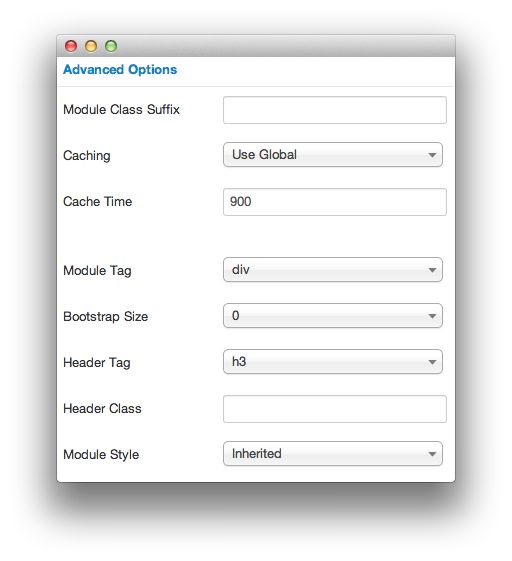 Advanced Options
Module Class Suffix
Caching Use Global
Cache Time 900
Module Tag div
Bootstrap Size 0
Header Tag h3
Header Class
Module Style Inherited